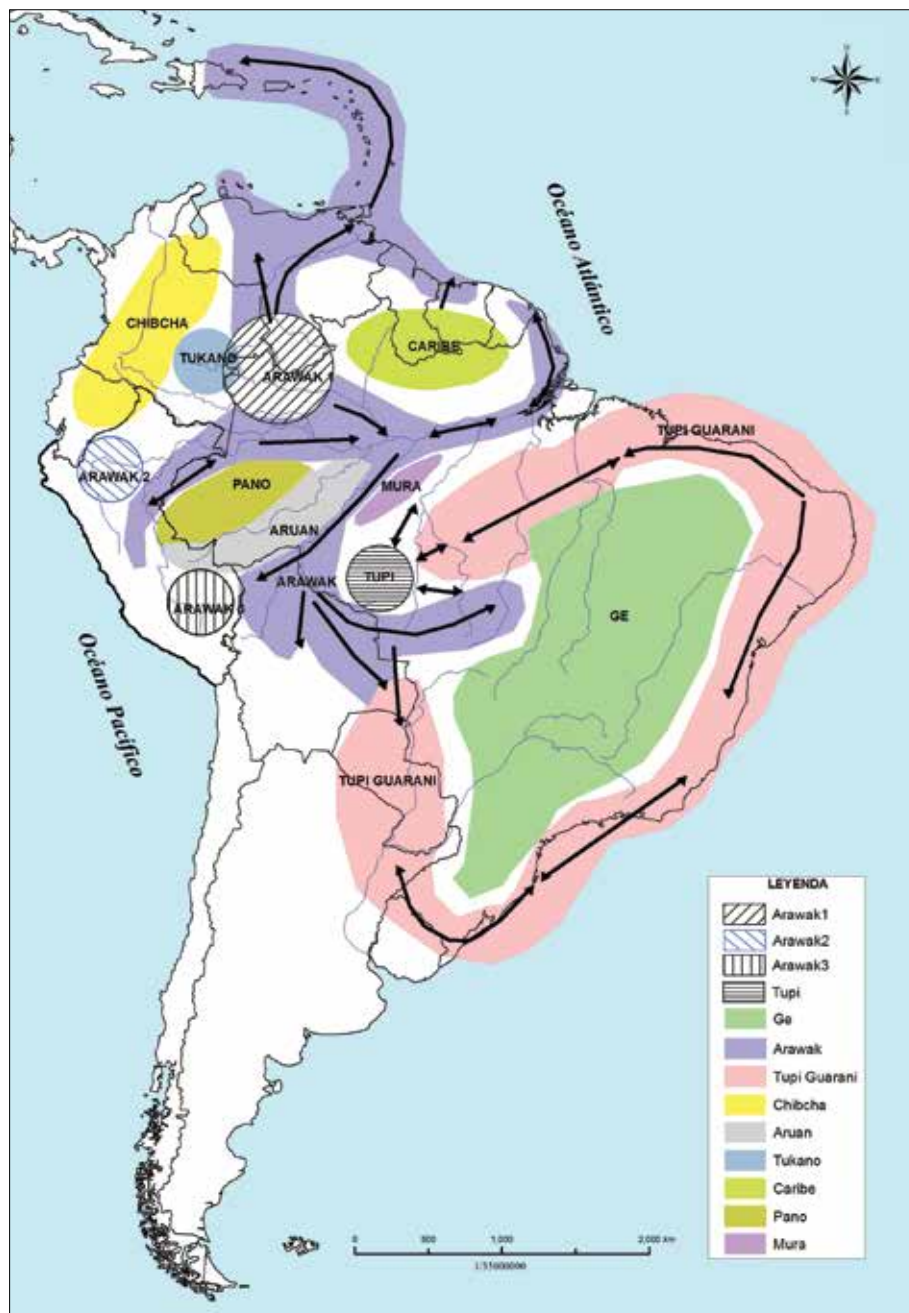 N
W
E
S
Océano Atlántico
CHIBCHA
TUKANO
ARAWAK 1
CARIBE
TUPI GUARANI
ARAWAK 2
PANO
MURA
ARUAN
ARAWAK
TUPI
ARAWAK 3
GE
Océano Pacífico
TUPI GUARANI
LEYENDA
Arawak1
Arawak2
Arawak3
Tupi
Ge
Arawak
Tupi Guarani
Chibcha
Aruan
Tukano
Caribe
Pano
Mura
0 500 1,000 2,000 km